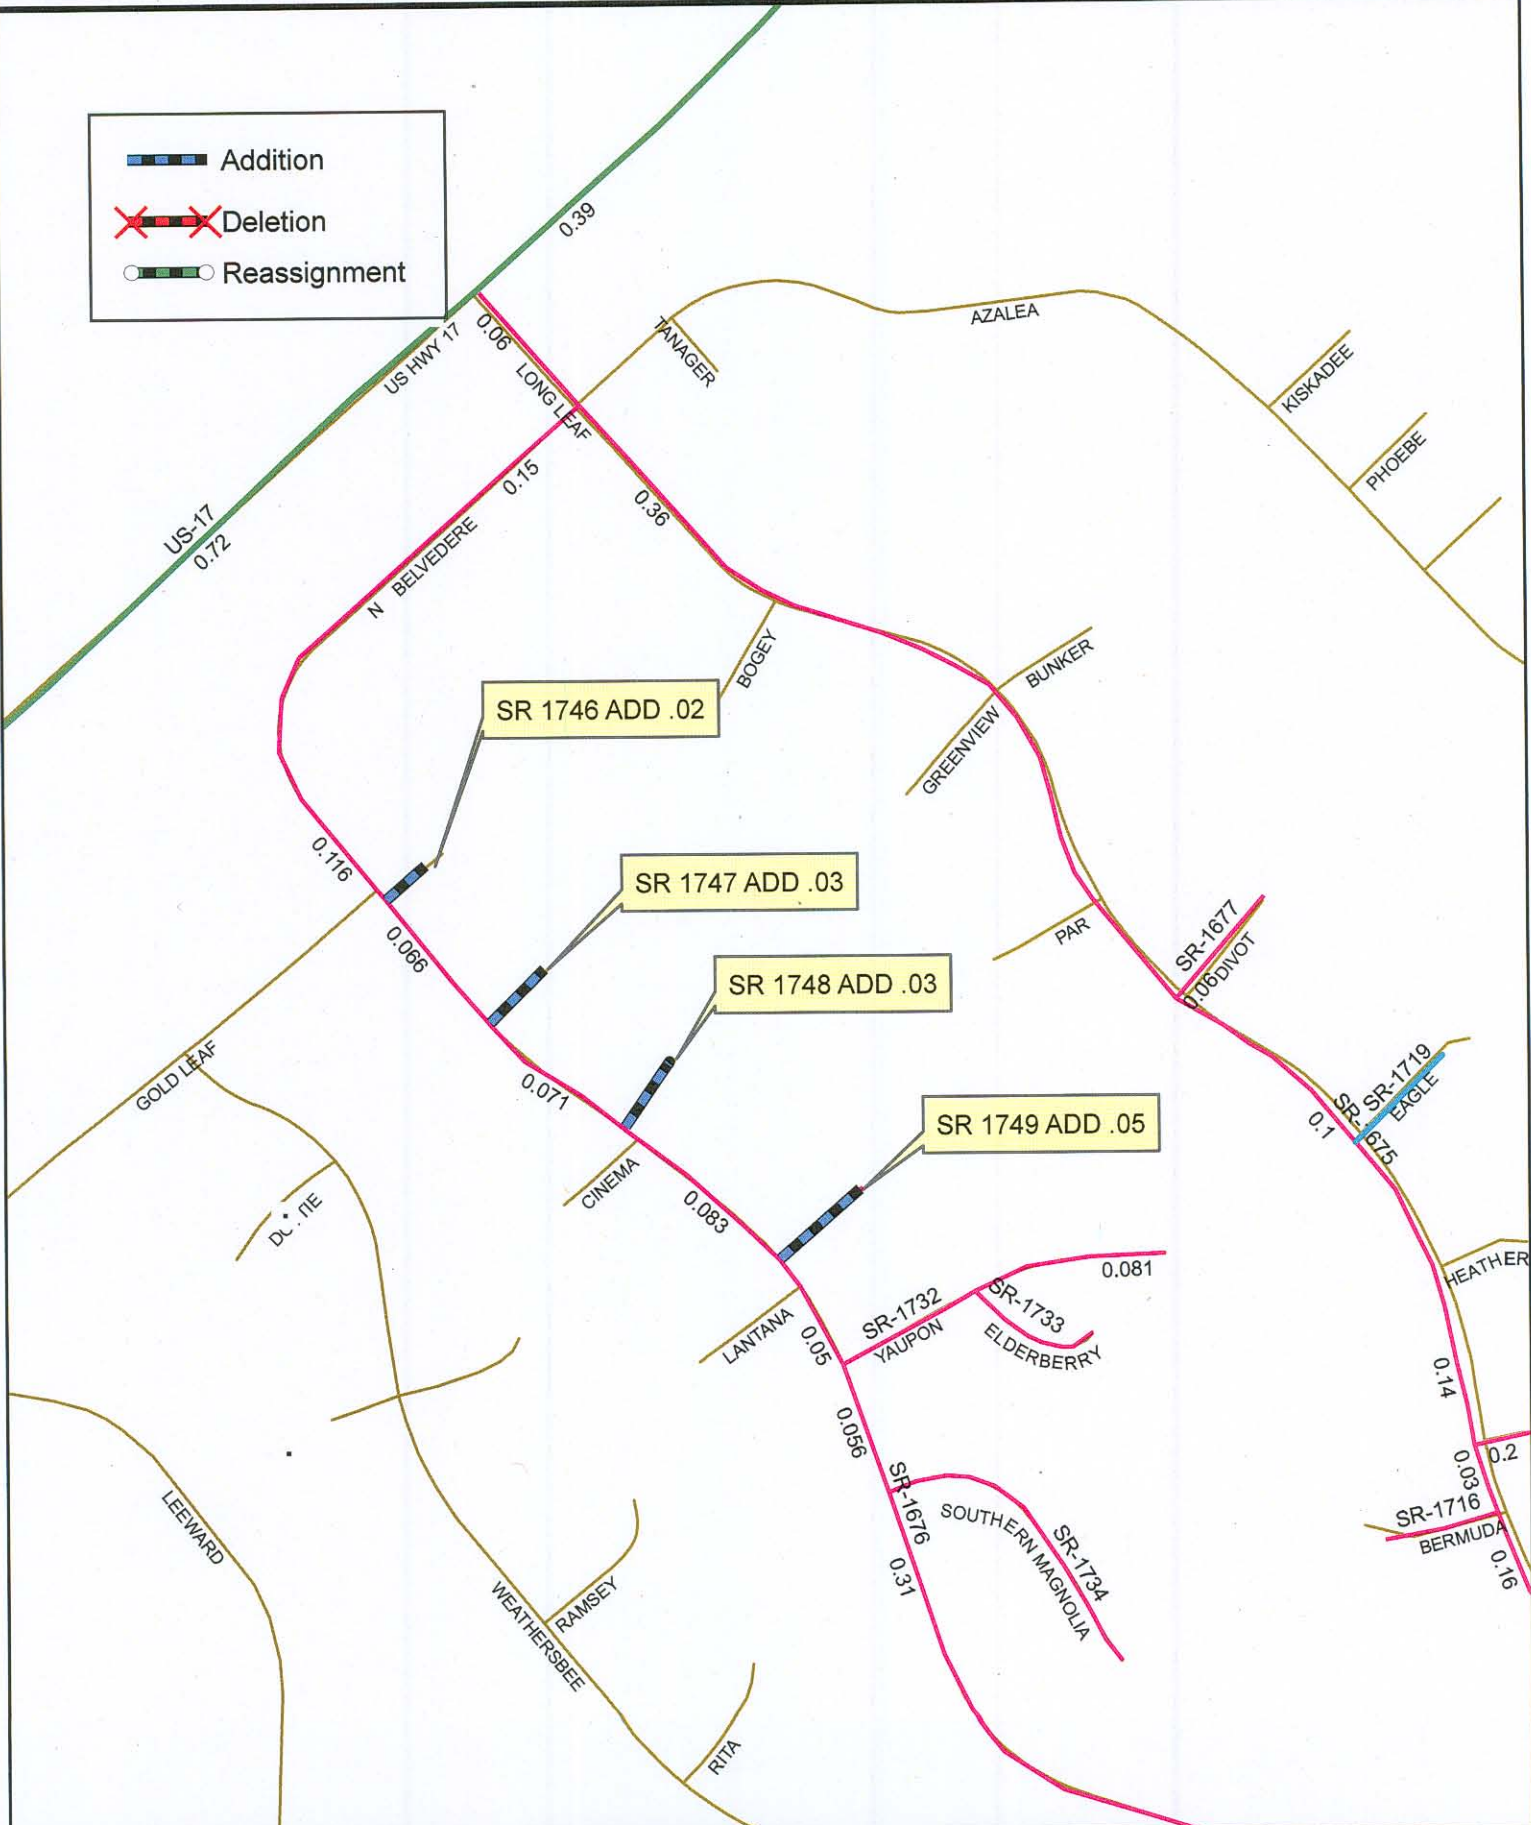 Addition
Deletion
Reassignment
0.39
US HWY 17
0.06
LONG LEAF
TANAGER
AZALEA
KISKADEE
PHOEBE
US-17
0.72
0.15
0.36
N BELVEDERE
BOGEY
BUNKER
GREENVIEW
SR 1746 ADD .02
0.116
SR 1747 ADD .03
0.066
PAR
SR-1677
0.06
DIVOT
SR 1748 ADD .03
GOLD LEAF
0.071
SR 1749 ADD .05
SR-1719
EAGLE
0.1
SR-1675
CINEMA
0.083
HEATHER
0.081
SR-1732
YAUPON
SR-1733
ELDERBERRY
LANTANA
0.05
0.14
0.056
0.2
0.03
SR-1676
SR-1716
BERMUDA
SOUTHERN MAGNOLIA
SR-1734
0.31
0.16
LEEWARD
WEATHERSBEE
RAMSEY
RITA